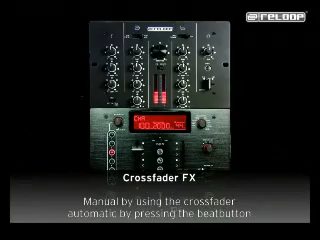 RELOOP
Crossfader FX
Manual by using the crossfader
automatic by pressing the beatbutton